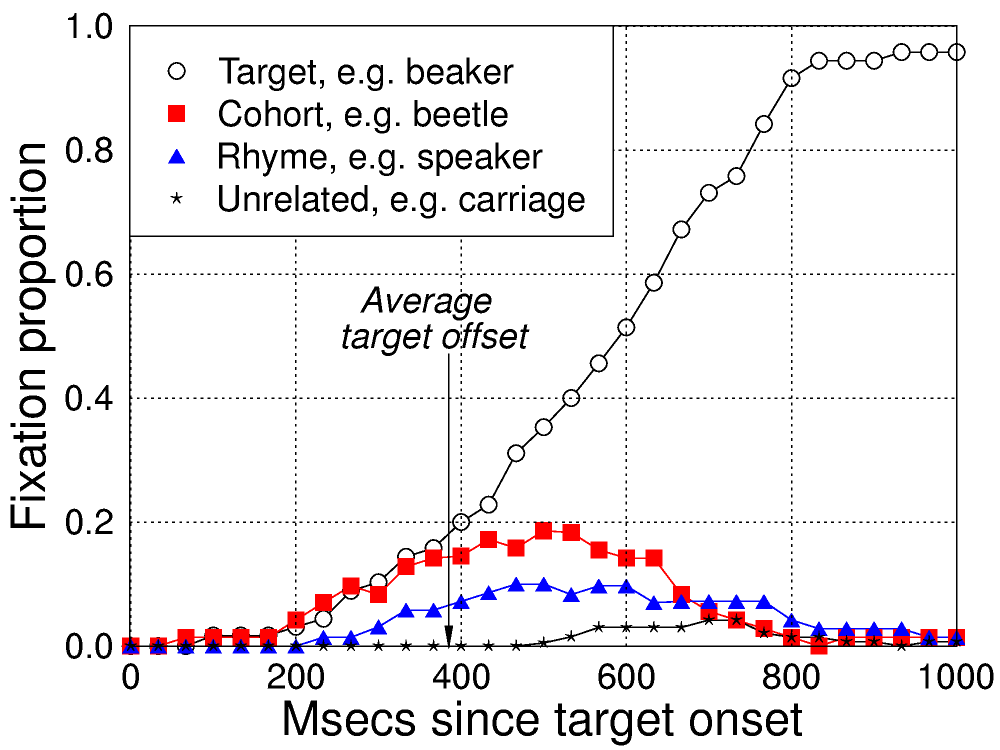 1.0
0.8
0.6
0.4
0.2
0.0
Fixation proportion
Target, e.g. beaker
Cohort, e.g. beetle
Rhyme, e.g. speaker
Unrelated, e.g. carriage
Average
target offset
0 200 400 600 800 1000
Msecs since target onset